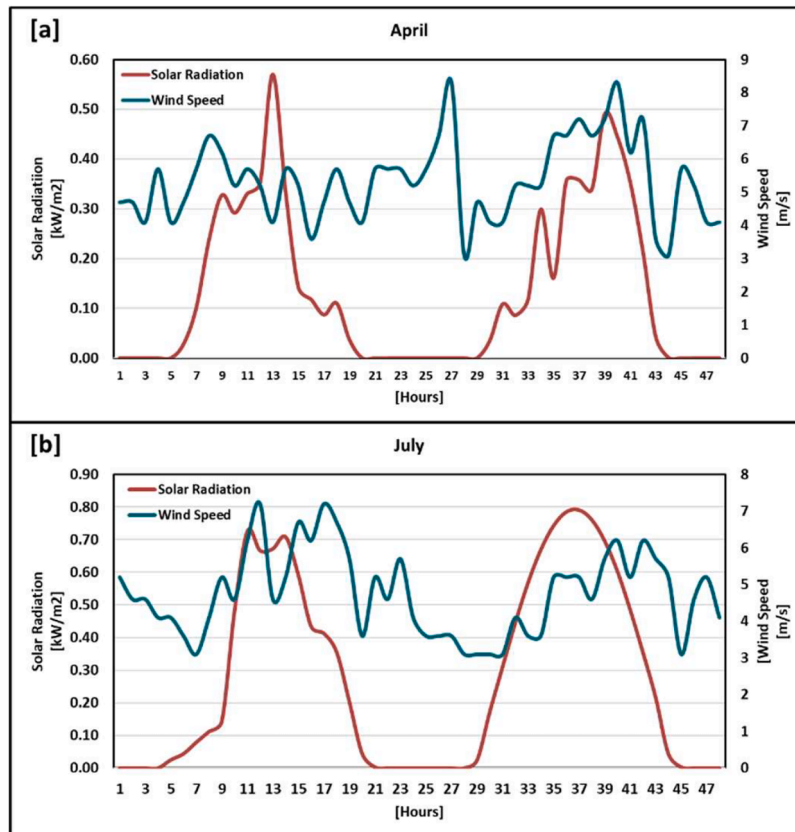 [a]
April
Solar Radiation
Wind Speed
0.60
0.50
0.40
0.30
0.20
0.10
0.00
Solar Radiatiin
[kW/m2]
9
8
7
6
5
4
3
2
1
0
Wind Speed
[m/s]
1 3 5 7 9 11 13 15 17 19 21 23 25 27 29 31 33 35 37 39 41 43 45 47
[Hours]
[b]
July
Solar Radiation
Wind Speed
0.90
0.80
0.70
0.60
0.50
0.40
0.30
0.20
0.10
0.00
Solar Radiation
[kW/m2]
8
7
6
5
4
3
2
1
0
[Wind Speed
[m/s]
1 3 5 7 9 11 13 15 17 19 21 23 25 27 29 31 33 35 37 39 41 43 45 47
[Hours]